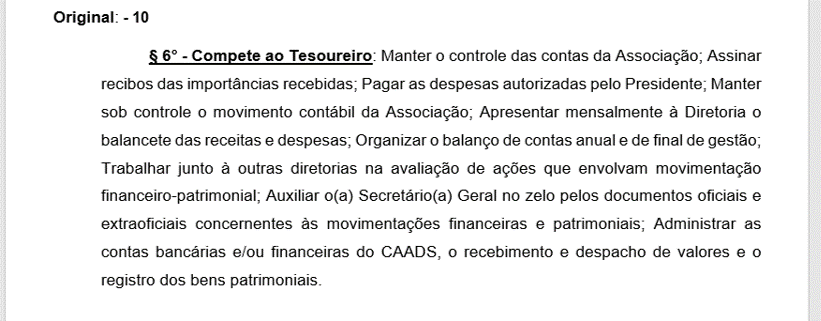 Original: - 10
§ 6° - Compete ao Tesoureiro: Manter o controle das contas da Associação; Assinar
recibos das importâncias recebidas; Pagar as despesas autorizadas pelo Presidente; Manter
sob controle o movimento contábil da Associação; Apresentar mensalmente à Diretoria o
balancete das receitas e despesas; Organizar o balanço de contas anual e de final de gestão;
Trabalhar junto à outras diretorias na avaliação de ações que envolvam movimentação
financeiro-patrimonial; Auxiliar o(a) Secretário(a) Geral no zelo pelos documentos oficiais e
extraoficiais concernentes às movimentações financeiras e patrimoniais; Administrar as
contas bancárias e/ou financeiras do CAADS, o recebimento e despacho de valores e o
registro dos bens patrimoniais.